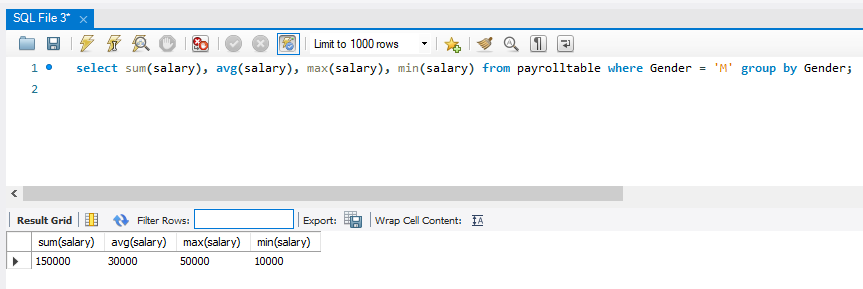 SQL File 3*
Limit to 1000 rows
1 select sum(salary), avg(salary), max(salary), min(salary) from payrolltable where Gender = 'M' group by Gender;
2
Result Grid Filter Rows: Export: Wrap Cell Content:
sum(salary) avg(salary) max(salary) min(salary)
150000 30000 50000 10000